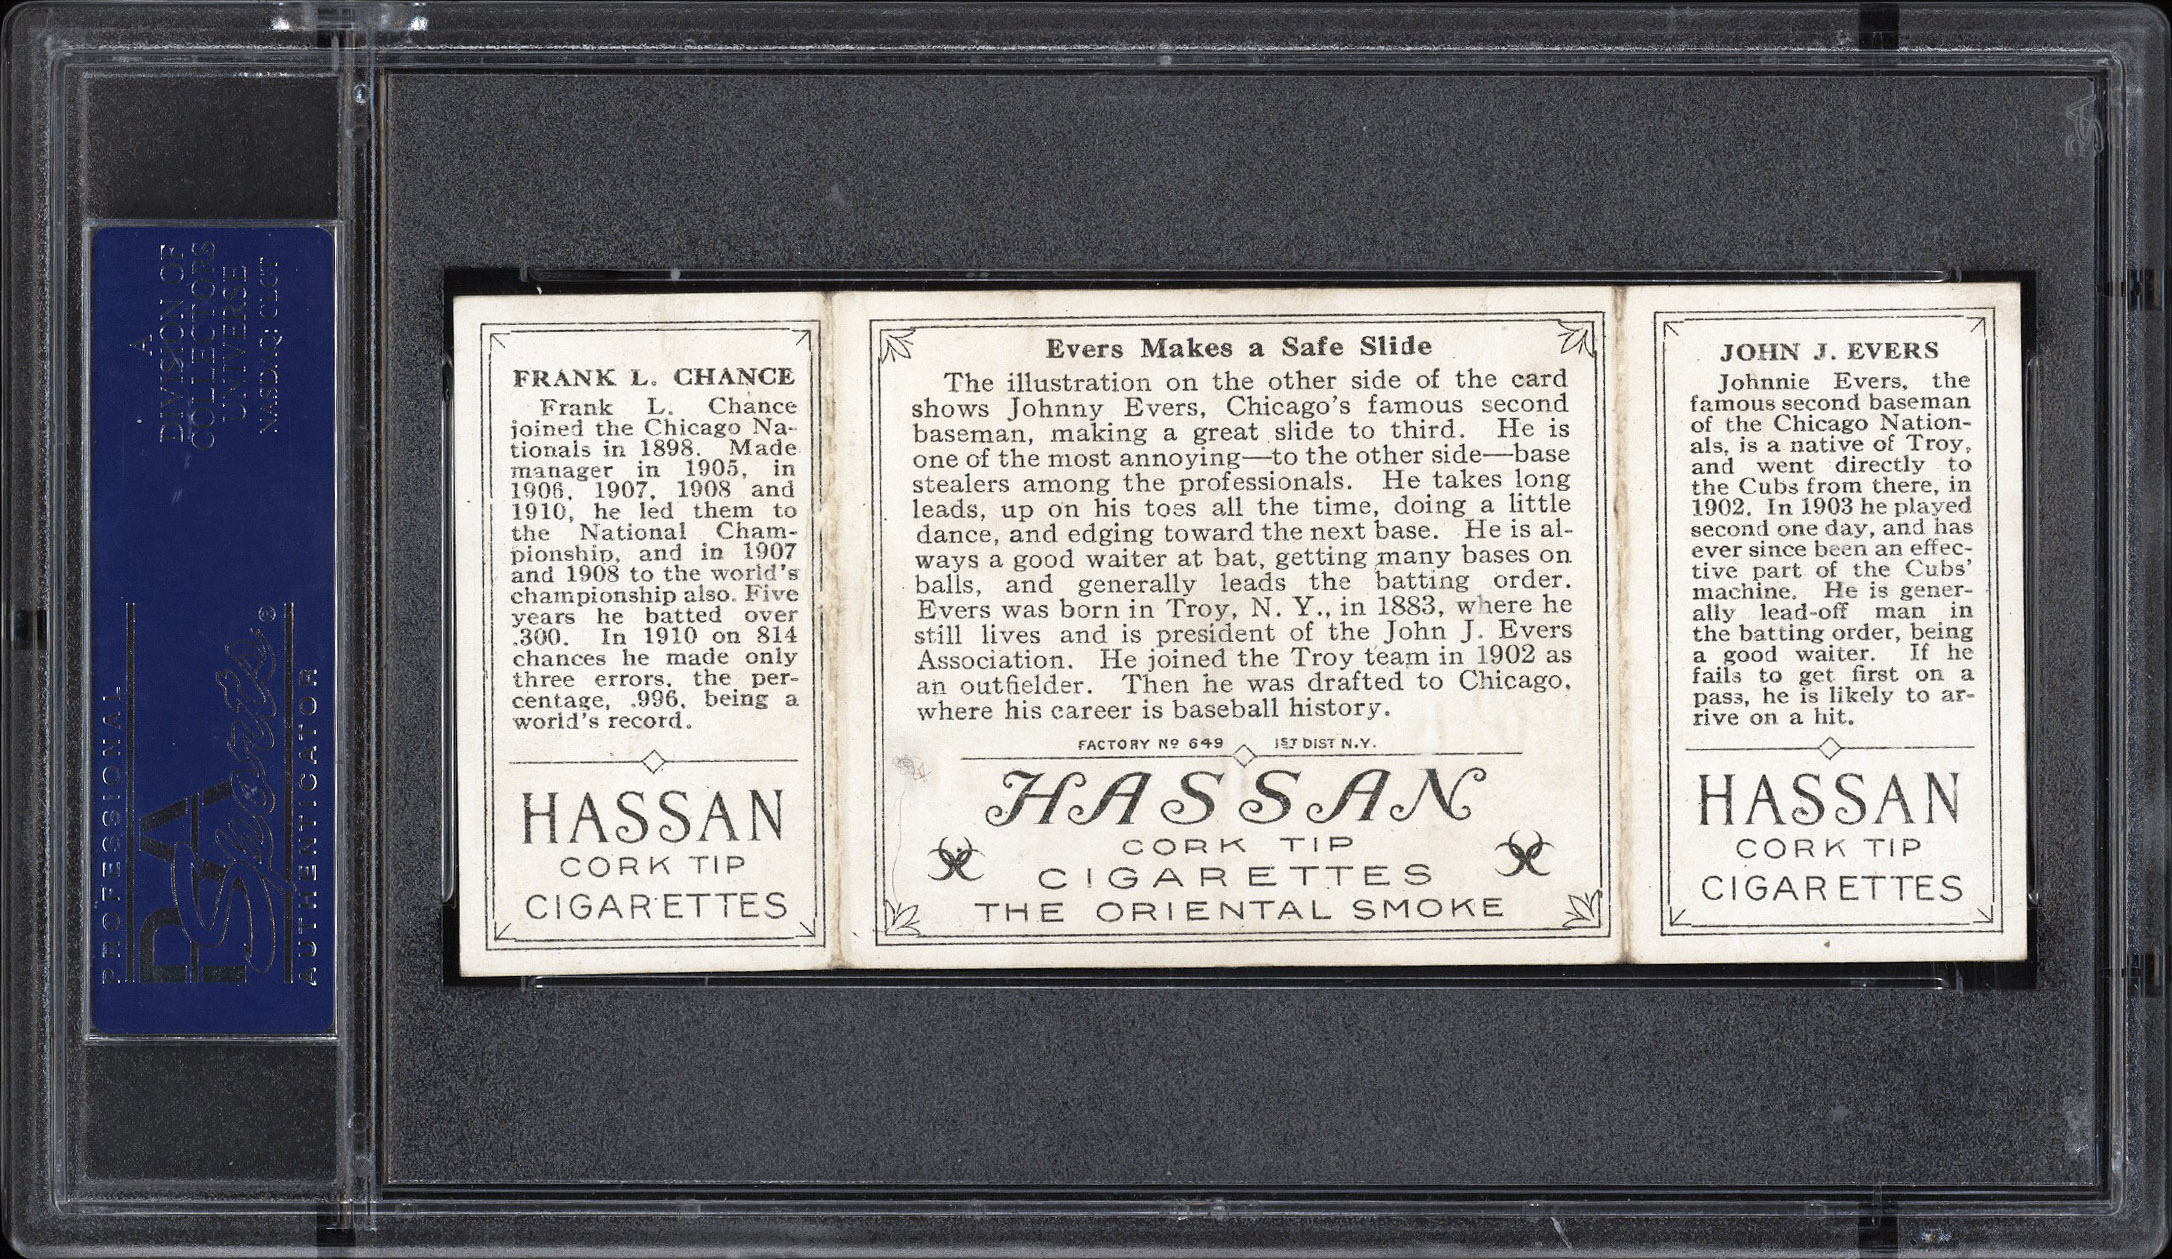 A
DIVISION OF
COLLECTORS
UNIVERSE
NASDAQ: CLCT
PROFESSIONAL
PSA
Sports®
AUTHENTICATOR
FRANK L. CHANCE
Frank L. Chance
joined the Chicago Na-
tionals in 1898. Made
manager in 1905, in
1906, 1907, 1908 and
1910, he led them to
the National Cham-
pionship, and in 1907
and 1908 to the world's
championship also. Five
years he batted over
.300. In 1910 on 814
chances he made only
three errors, the per-
centage, .996, being a
world's record.
HASSAN
CORK TIP
CIGARETTES
Evers Makes a Safe Slide
The illustration on the other side of the card
shows Johnny Evers, Chicago's famous second
baseman, making a great slide to third. He is
one of the most annoying—to the other side—base
stealers among the professionals. He takes long
leads, up on his toes all the time, doing a little
dance, and edging toward the next base. He is al-
ways a good waiter at bat, getting many bases on
balls, and generally leads the batting order.
Evers was born in Troy, N. Y., in 1883, where he
still lives and is president of the John J. Evers
Association. He joined the Troy team in 1902 as
an outfielder. Then he was drafted to Chicago,
where his career is baseball history.
FACTORY Nº 649 1ST DIST N.Y.
HASSAN
CORK TIP
CIGARETTES
THE ORIENTAL SMOKE
JOHN J. EVERS
Johnnie Evers, the
famous second baseman
of the Chicago Nation-
als, is a native of Troy,
and went directly to
the Cubs from there, in
1902. In 1903 he played
second one day, and has
ever since been an effec-
tive part of the Cubs'
machine. He is gener-
ally lead-off man in
the batting order, being
a good waiter. If he
fails to get first on a
pass, he is likely to ar-
rive on a hit.
HASSAN
CORK TIP
CIGARETTES